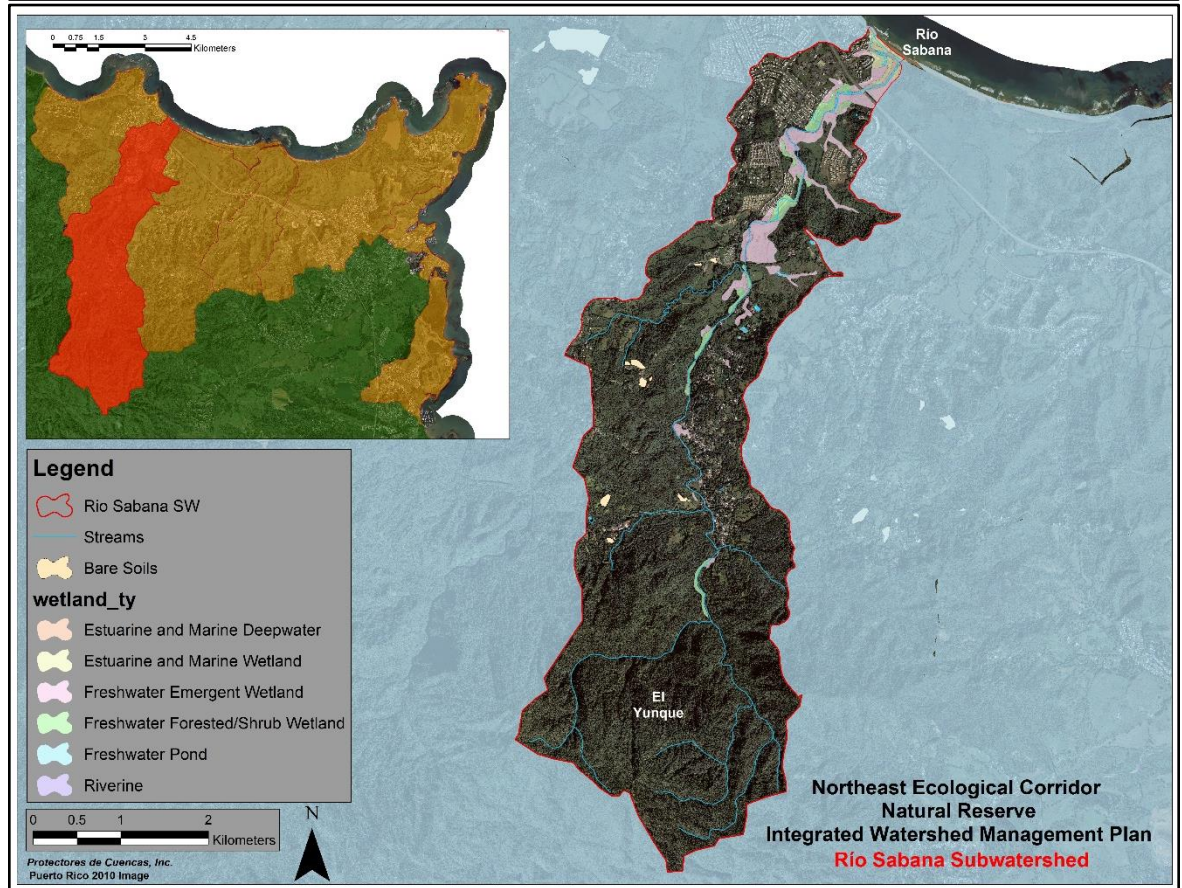 0 0.75 1.5 3 4.5
Kilometers
Rio
Sabana
Legend
Rio Sabana SW
Streams
Bare Soils
wetland_ty
Estuarine and Marine Deepwater
Estuarine and Marine Wetland
Freshwater Emergent Wetland
Freshwater Forested/Shrub Wetland
Freshwater Pond
Riverine
El
Yunque
0 0.5 1 2
Kilometers
N
Protectores de Cuencas, Inc.
Puerto Rico 2010 Image
Northeast Ecological Corridor
Natural Reserve
Integrated Watershed Management Plan
Río Sabana Subwatershed